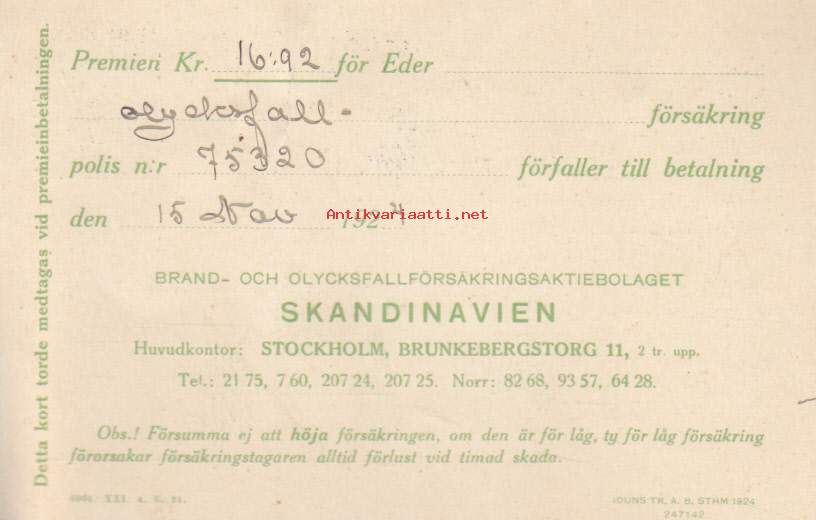 Detta kort torde medtagas vid premieinbetalningen.
Premien Kr. 16:92 för Eder
olycksfall- försäkring
polis n:r 75320 förfaller till betalning
den 15 Nov 1924
Antikvariaatti.net
BRAND- OCH OLYCKSFALLFÖRSÄKRINGSAKTIEBOLAGET
SKANDINAVIEN
Huvudkontor: STOCKHOLM, BRUNKEBERGSTORG 11, 2 tr. upp.
Tel.: 21 75, 7 60, 207 24, 207 25. Norr: 82 68, 93 57, 64 28.
Obs.! Försumma ej att höja försäkringen, om den är för låg, ty för låg försäkring
förorsakar försäkringstagaren alltid förlust vid timad skada.
XXI.
IDUNS TR. A. B. STHM 1924
247142